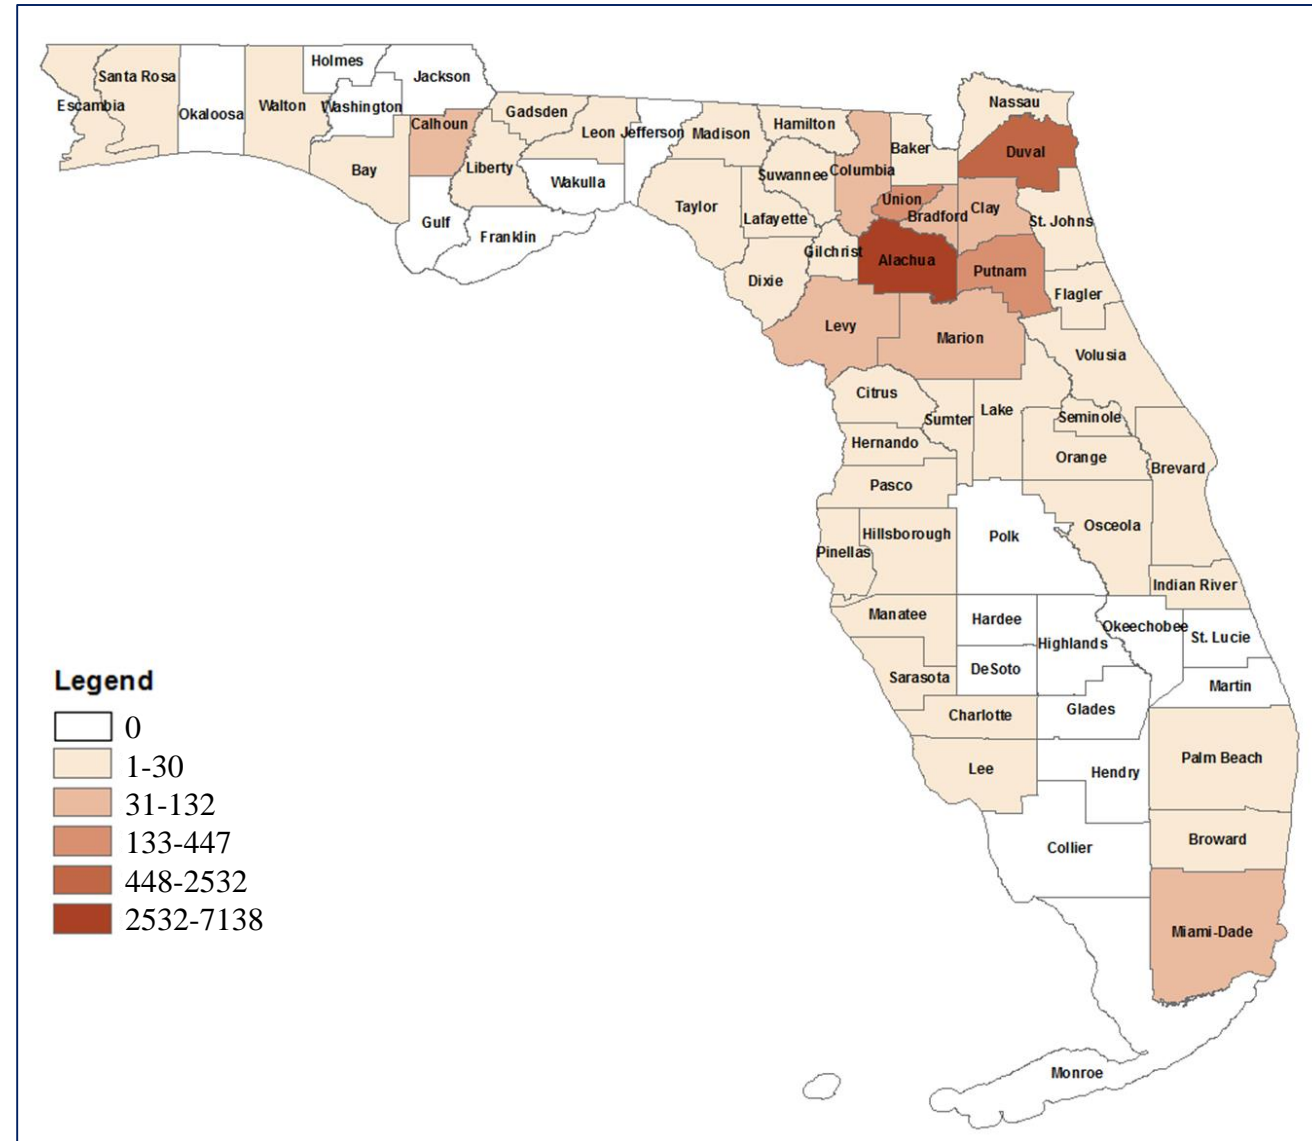 Holmes
Jackson
Santa Rosa
Escambia
Okaloosa
Walton
Washington
Calhoun
Gadsden
Leon
Jefferson
Madison
Hamilton
Baker
Nassau
Duval
Bay
Liberty
Wakulla
Suwannee
Columbia
Union
Bradford
Clay
St. Johns
Gulf
Franklin
Taylor
Lafayette
Gilchrist
Alachua
Putnam
Dixie
Flagler
Levy
Marion
Volusia
Citrus
Sumter
Lake
Seminole
Hernando
Orange
Brevard
Pasco
Osceola
Hillsborough
Polk
Pinellas
Indian River
Manatee
Hardee
Okeechobee
Highlands
St. Lucie
DeSoto
Sarasota
Martin
Glades
Charlotte
Palm Beach
Lee
Hendry
Broward
Collier
Miami-Dade
Monroe
Legend
0
1-30
31-132
133-447
448-2532
2532-7138